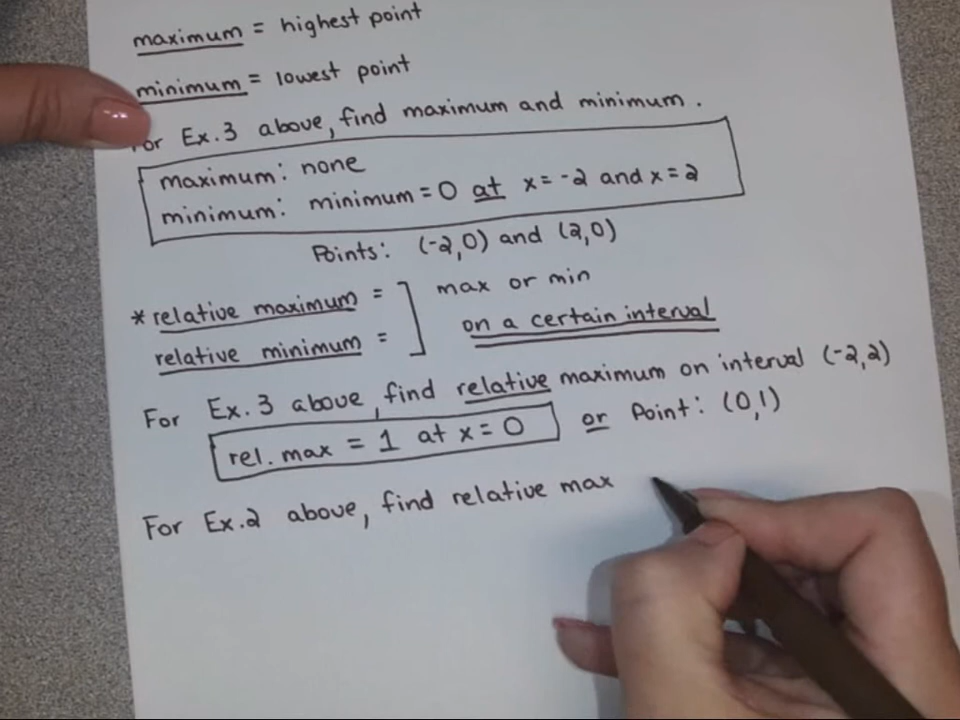 maximum = highest point
minimum = lowest point
For Ex. 3 above, find maximum and minimum.
maximum: none
minimum: minimum = 0 at x = -2 and x = 2
Points: (-2,0) and (2,0)
* relative maximum = ] max or min
relative minimum = ] on a certain interval
For Ex. 3 above, find relative maximum on interval (-2,2)
rel. max = 1 at x = 0 or Point: (0,1)
For Ex. 2 above, find relative max